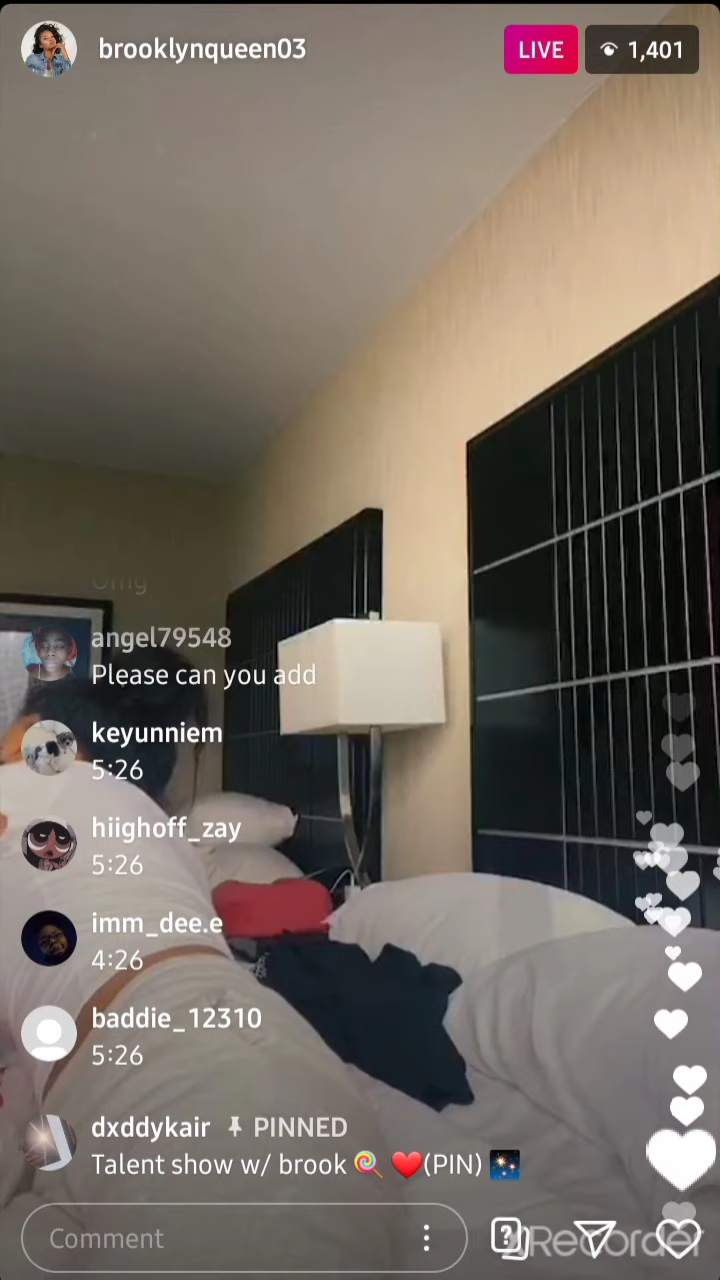 brooklynqueen03
LIVE
1,401
Omg
angel79548
Please can you add
keyunniem
5:26
hiighoff_zay
5:26
imm_dee.e
4:26
baddie_12310
5:26
dxddykair PINNED
Talent show w/ brook 🍭 ❤️(PIN) 🎇
Comment
Recorder